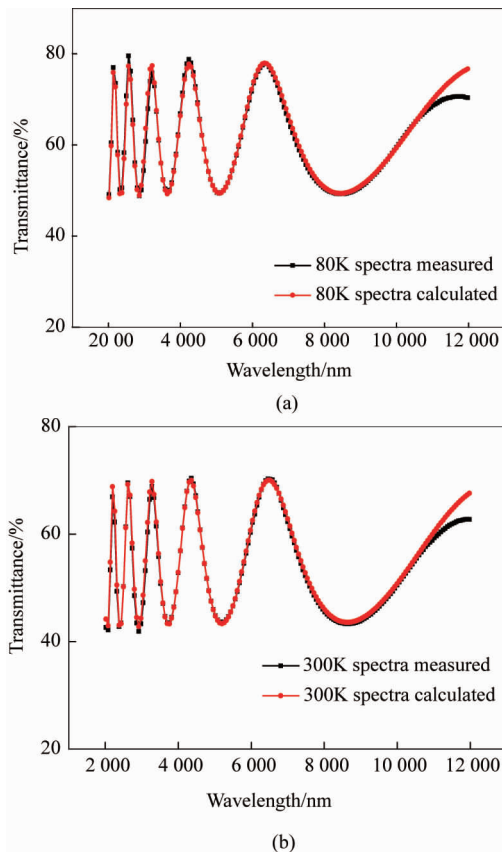 80
60
40
20
Transmittance/%
80K spectra measured
80K spectra calculated
20 00 4 000 6 000 8 000 10 000 12 000
Wavelength/nm
(a)
80
60
40
20
Transmittance/%
300K spectra measured
300K spectra calculated
2 000 4 000 6 000 8 000 10 000 12 000
Wavelength/nm
(b)